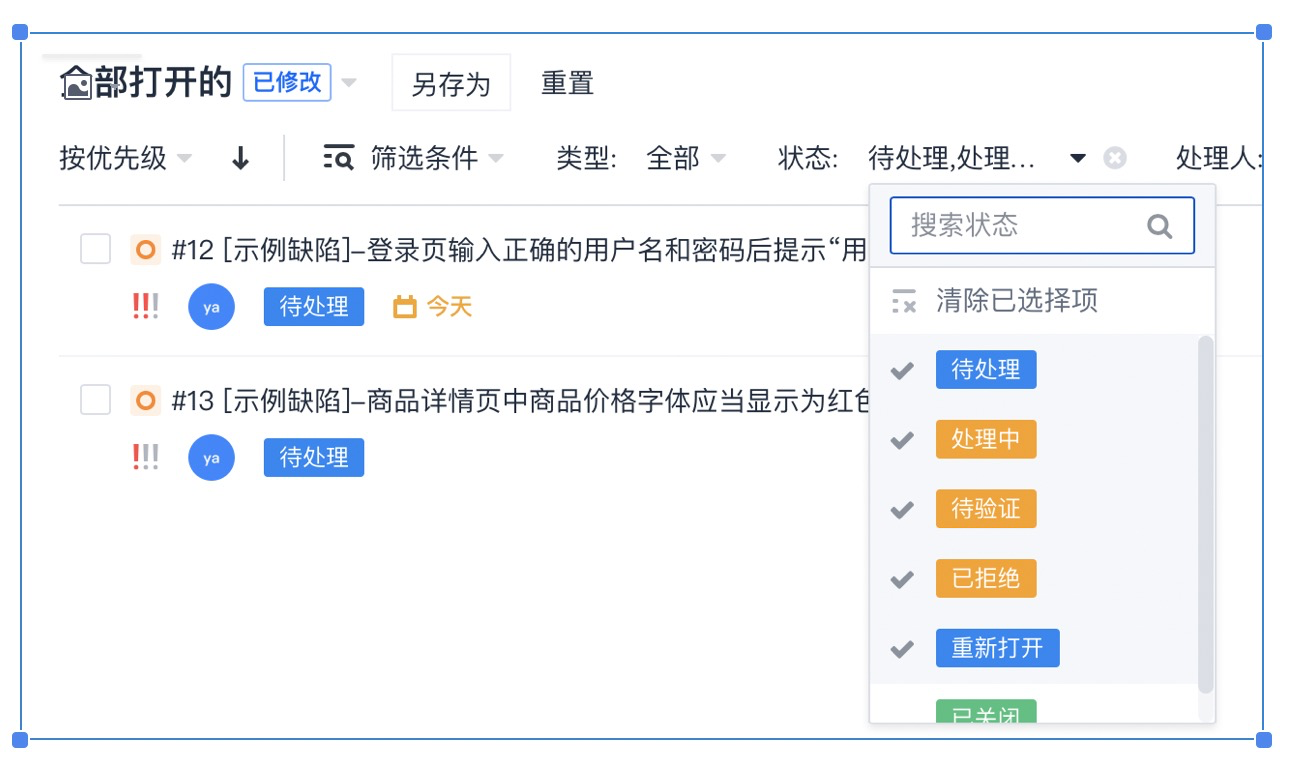 全部打开的 已修改 另存为 重置
按优先级 筛选条件 类型: 全部 状态: 待处理,处理... 处理人:
搜索状态
#12 [示例缺陷]–登录页输入正确的用户名和密码后提示“用
清除已选择项
ya 待处理 今天
待处理
#13 [示例缺陷]–商品详情页中商品价格字体应当显示为红色
处理中
ya 待处理
待验证
已拒绝
重新打开
已关闭